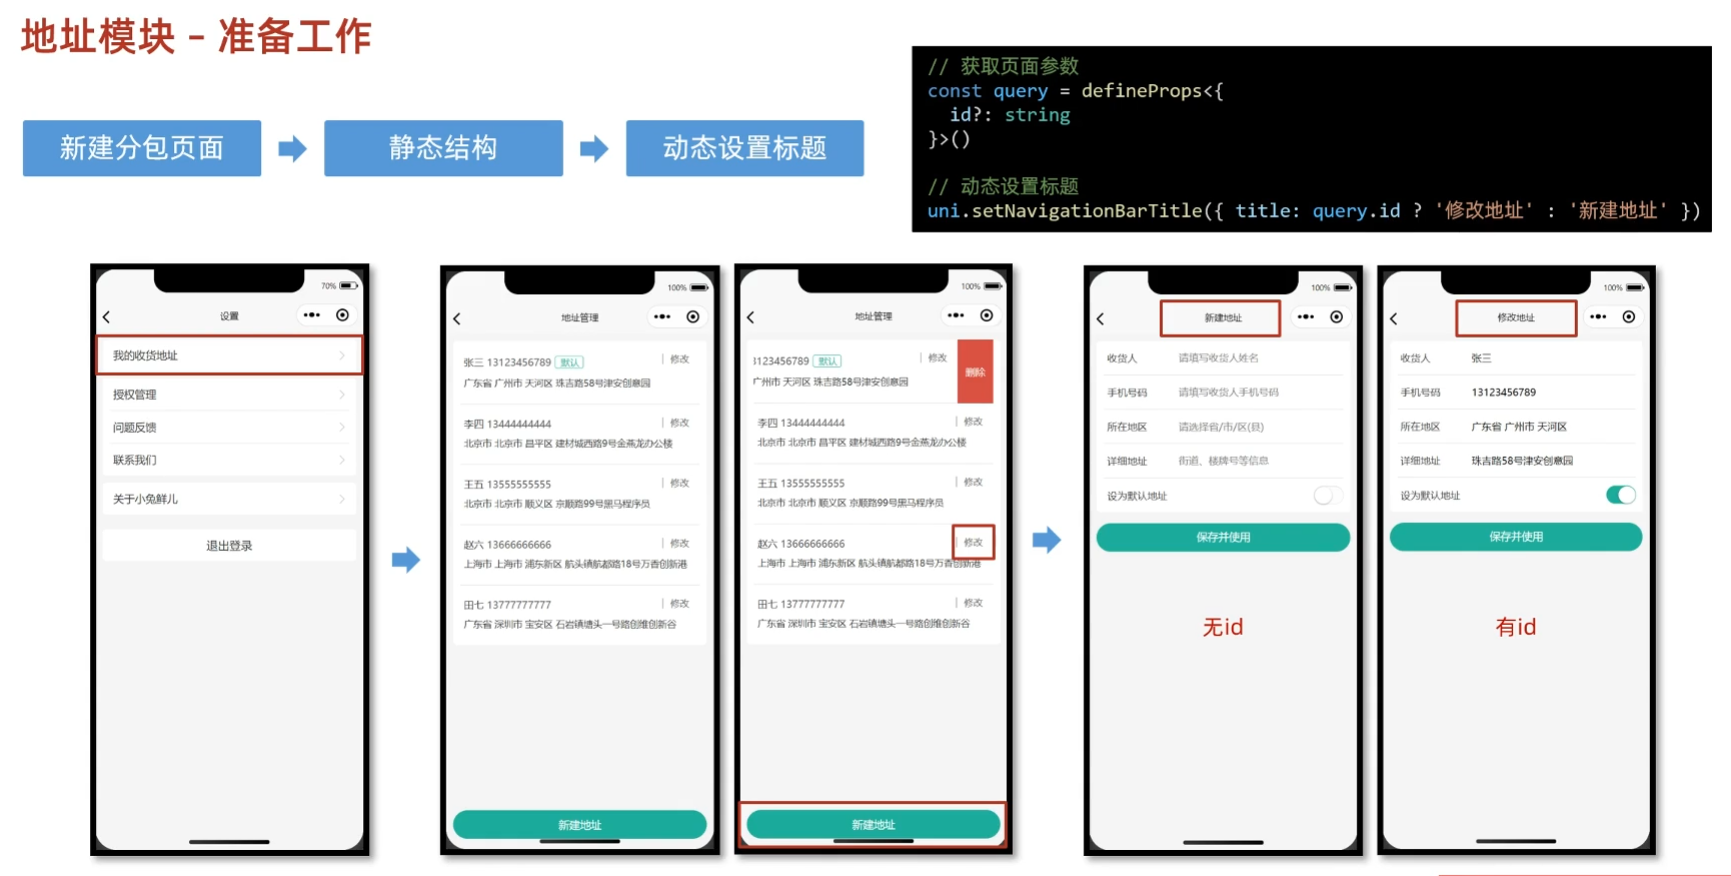 地址模块 - 准备工作
新建分包页面
静态结构
动态设置标题
// 获取页面参数
const query = defineProps<{
id?: string
}>()
// 动态设置标题
uni.setNavigationBarTitle({ title: query.id ? '修改地址' : '新建地址' })
70%
设置
我的收货地址
授权管理
问题反馈
联系我们
关于小兔鲜儿
退出登录
100%
地址管理
张三 13123456789 默认 修改
广东省 广州市 天河区 珠吉路58号津安创意园
李四 13444444444 修改
北京市 北京市 昌平区 建材城西路9号金燕龙办公楼
王五 13555555555 修改
北京市 北京市 顺义区 京顺路99号黑马程序员
赵六 13666666666 修改
上海市 上海市 浦东新区 航头镇航都路18号万香创新港
田七 13777777777 修改
广东省 深圳市 宝安区 石岩镇塘头一号路创维创新谷
新建地址
100%
地址管理
3123456789 默认 修改
删除
广州市 天河区 珠吉路58号津安创意园
李四 13444444444 修改
北京市 北京市 昌平区 建材城西路9号金燕龙办公楼
王五 13555555555 修改
北京市 北京市 顺义区 京顺路99号黑马程序员
赵六 13666666666 修改
上海市 上海市 浦东新区 航头镇航都路18号万香创新港
田七 13777777777 修改
广东省 深圳市 宝安区 石岩镇塘头一号路创维创新谷
新建地址
100%
新建地址
收货人 请填写收货人姓名
手机号码 请填写收货人手机号码
所在地区 请选择省/市/区(县)
详细地址 街道、楼牌号等信息
设为默认地址
保存并使用
无id
100%
修改地址
收货人 张三
手机号码 13123456789
所在地区 广东省 广州市 天河区
详细地址 珠吉路58号津安创意园
设为默认地址
保存并使用
有id